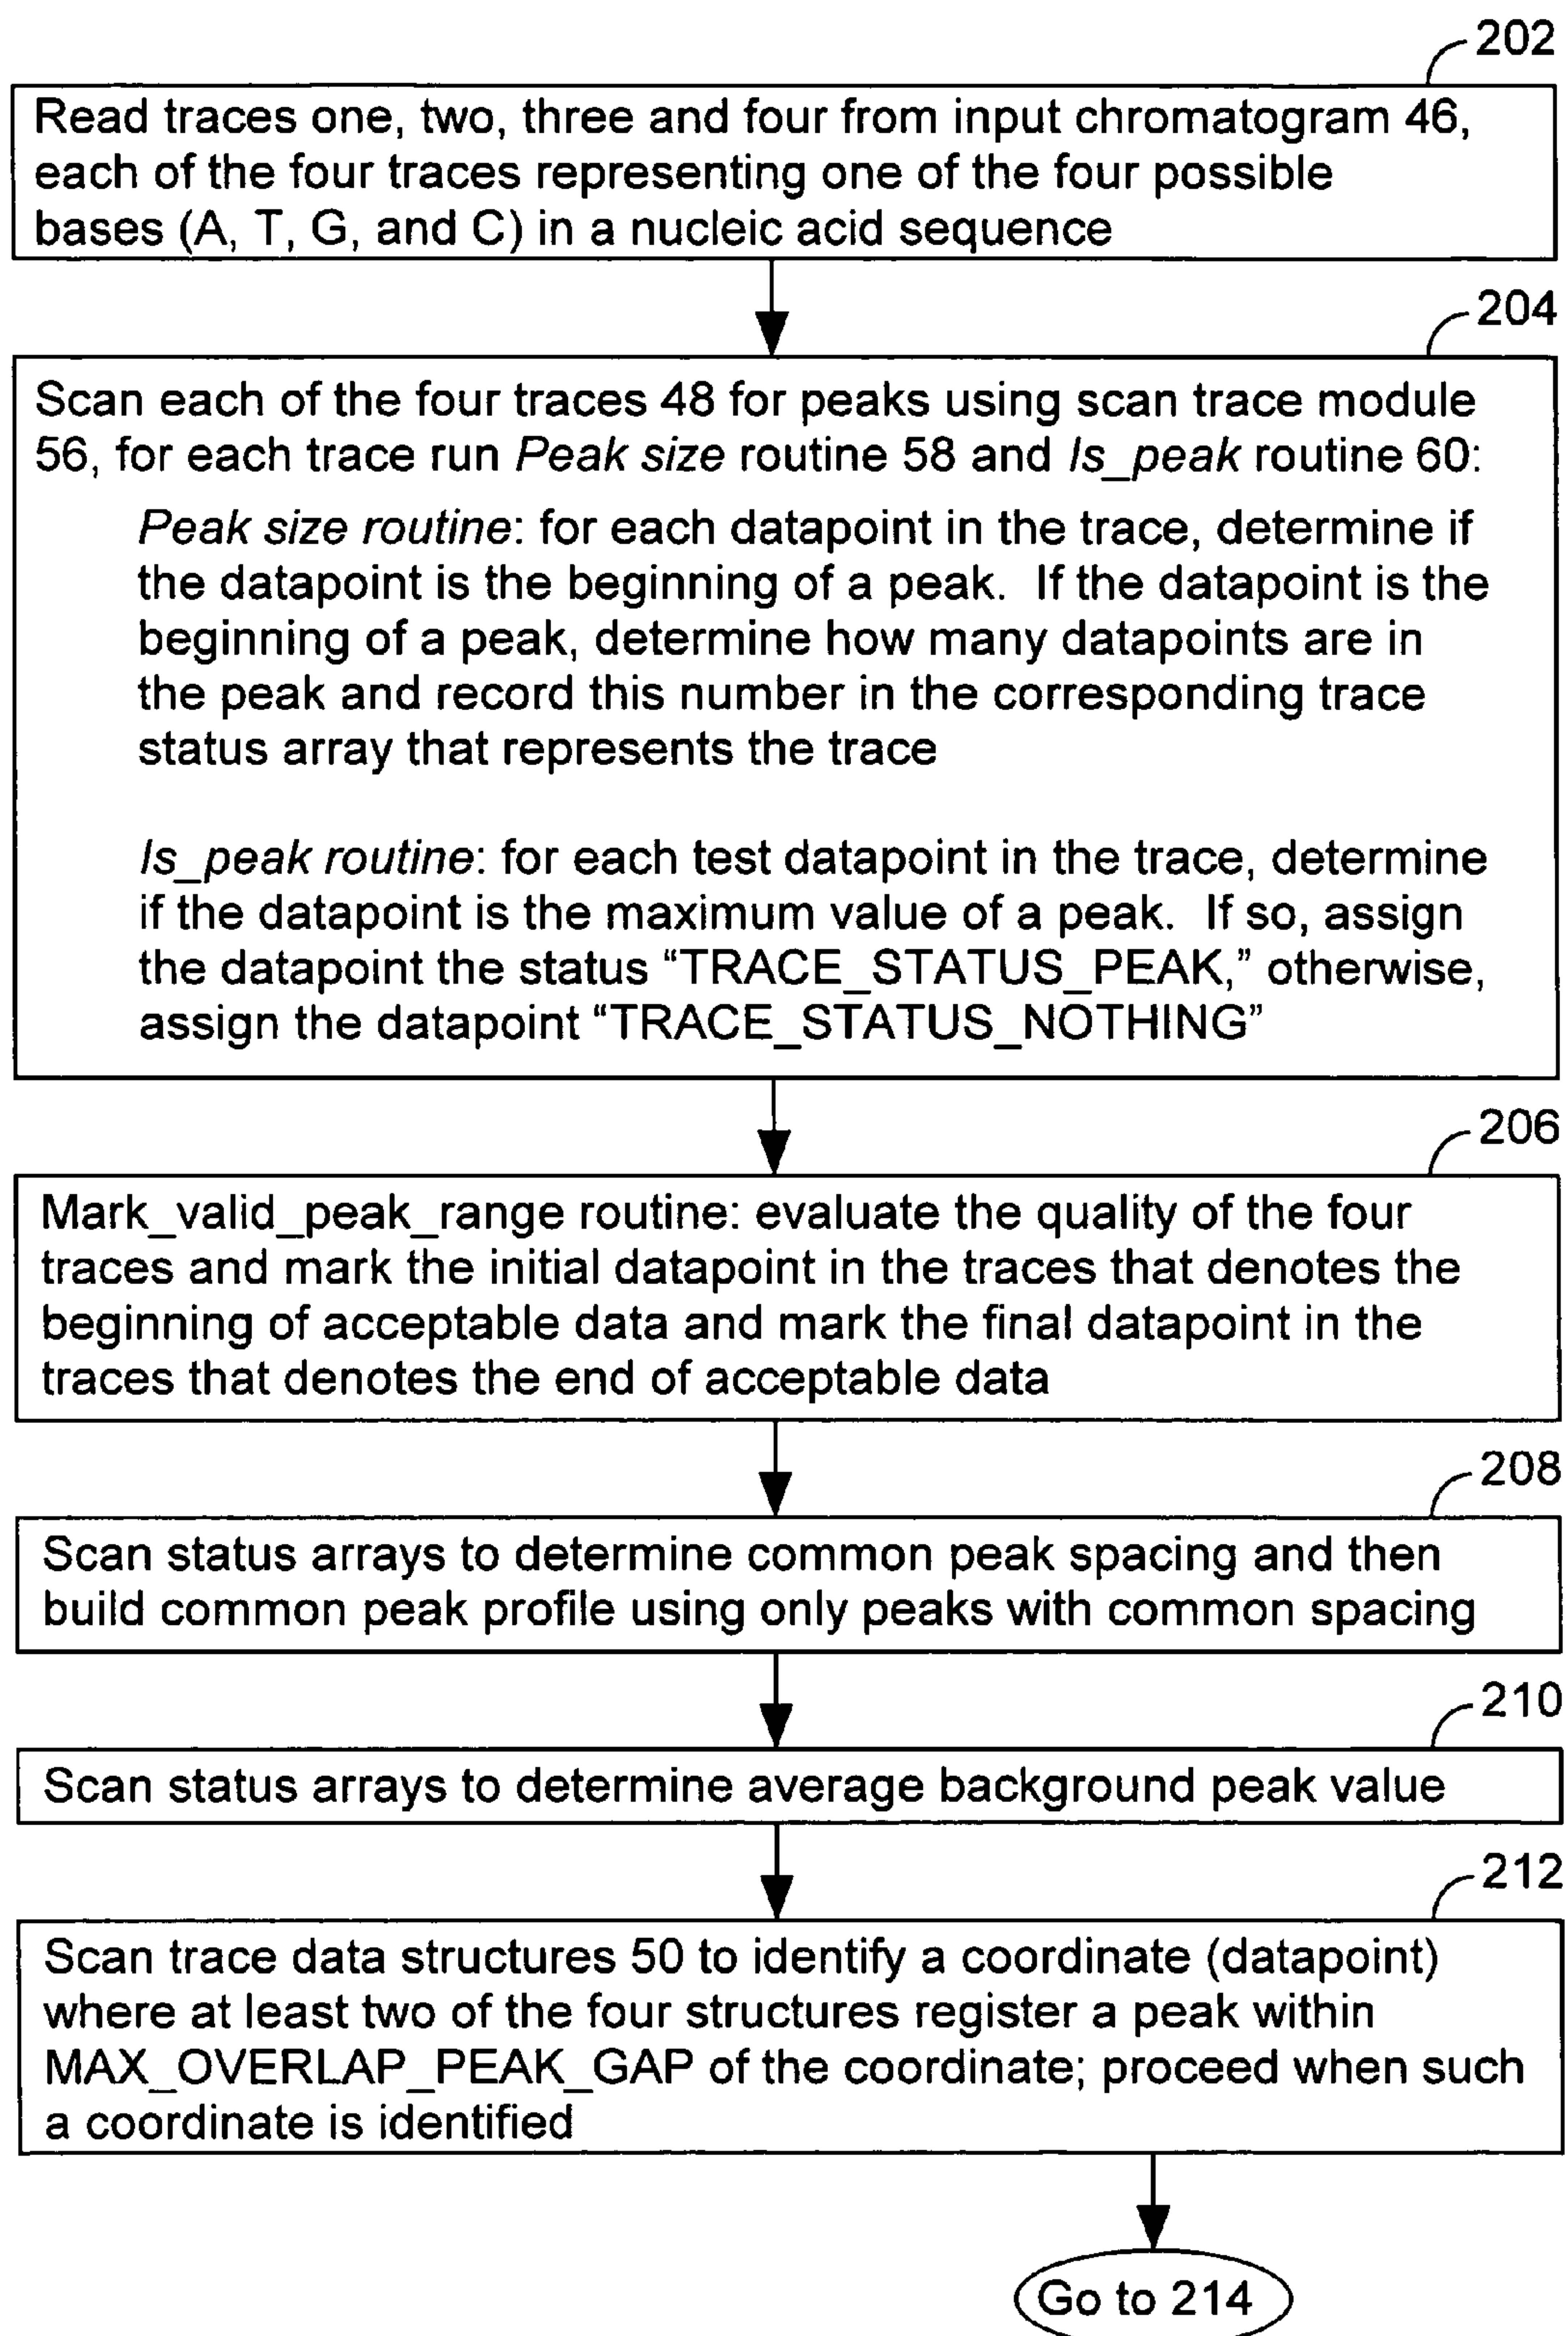 202
Read traces one, two, three and four from input chromatogram 46,
each of the four traces representing one of the four possible
bases (A, T, G, and C) in a nucleic acid sequence
204
Scan each of the four traces 48 for peaks using scan trace module
56, for each trace run Peak size routine 58 and Is_peak routine 60:
Peak size routine: for each datapoint in the trace, determine if
the datapoint is the beginning of a peak.  If the datapoint is the
beginning of a peak, determine how many datapoints are in
the peak and record this number in the corresponding trace
status array that represents the trace
Is_peak routine: for each test datapoint in the trace, determine
if the datapoint is the maximum value of a peak.  If so, assign
the datapoint the status “TRACE_STATUS_PEAK,” otherwise,
assign the datapoint “TRACE_STATUS_NOTHING”
206
Mark_valid_peak_range routine: evaluate the quality of the four
traces and mark the initial datapoint in the traces that denotes the
beginning of acceptable data and mark the final datapoint in the
traces that denotes the end of acceptable data
208
Scan status arrays to determine common peak spacing and then
build common peak profile using only peaks with common spacing
210
Scan status arrays to determine average background peak value
212
Scan trace data structures 50 to identify a coordinate (datapoint)
where at least two of the four structures register a peak within
MAX_OVERLAP_PEAK_GAP of the coordinate; proceed when such
a coordinate is identified
Go to 214